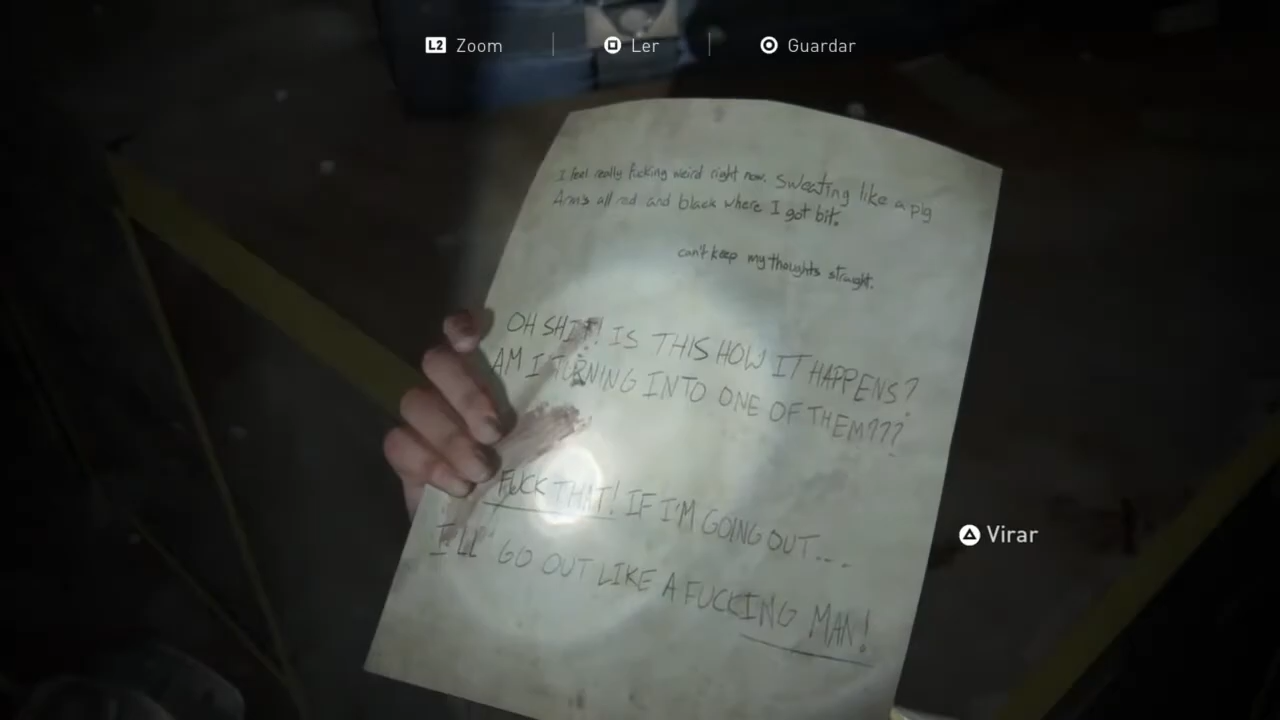 L2 Zoom
Ler
Guardar
I feel really fucking weird right now. Sweating like a pig
Arm's all red and black where I got bit.
can't keep my thoughts straight.
OH SHIT! IS THIS HOW IT HAPPENS?
AM I TURNING INTO ONE OF THEM???
FUCK THAT! IF I'M GOING OUT...
I'LL GO OUT LIKE A FUCKING MAN!
Virar